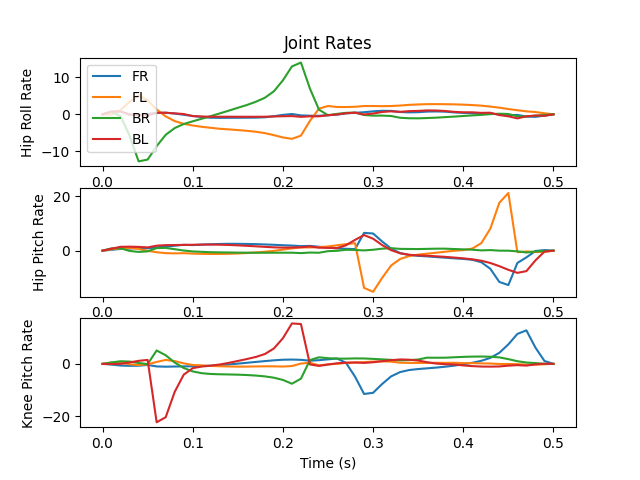 Joint Rates
Hip Roll Rate
10
0
−10
FR
FL
BR
BL
0.0 0.1 0.2 0.3 0.4 0.5
Hip Pitch Rate
20
0
0.0 0.1 0.2 0.3 0.4 0.5
Knee Pitch Rate
0
−20
0.0 0.1 0.2 0.3 0.4 0.5
Time (s)